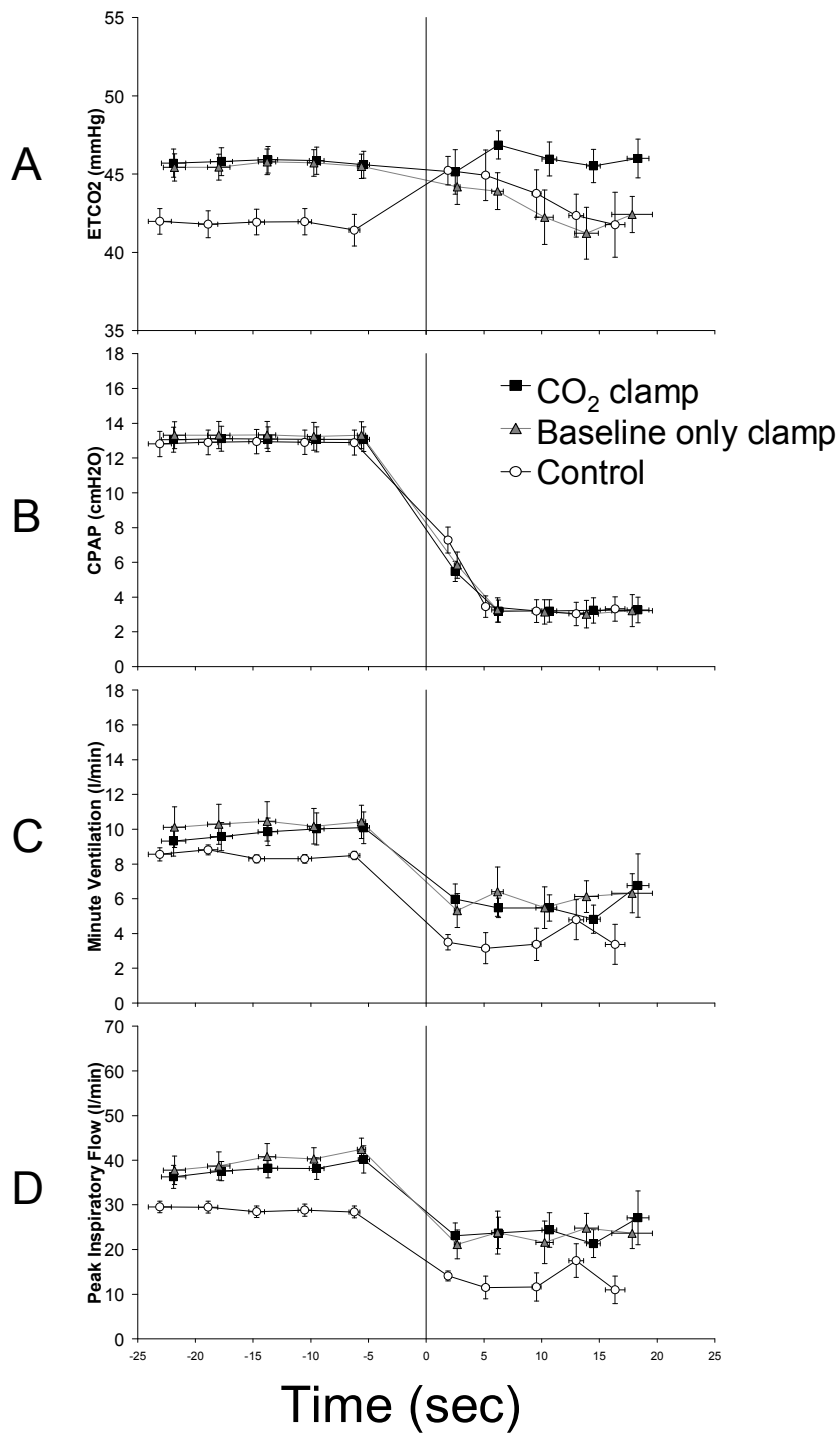 A
ETCO2 (mmHg)
55
50
45
40
35
B
CPAP (cmH2O)
18
16
14
12
10
8
6
4
2
0
CO₂ clamp
Baseline only clamp
Control
C
Minute Ventilation (l/min)
18
16
14
12
10
8
6
4
2
0
D
Peak Inspiratory Flow (l/min)
70
60
50
40
30
20
10
0
-25 -20 -15 -10 -5 0 5 10 15 20 25
Time (sec)